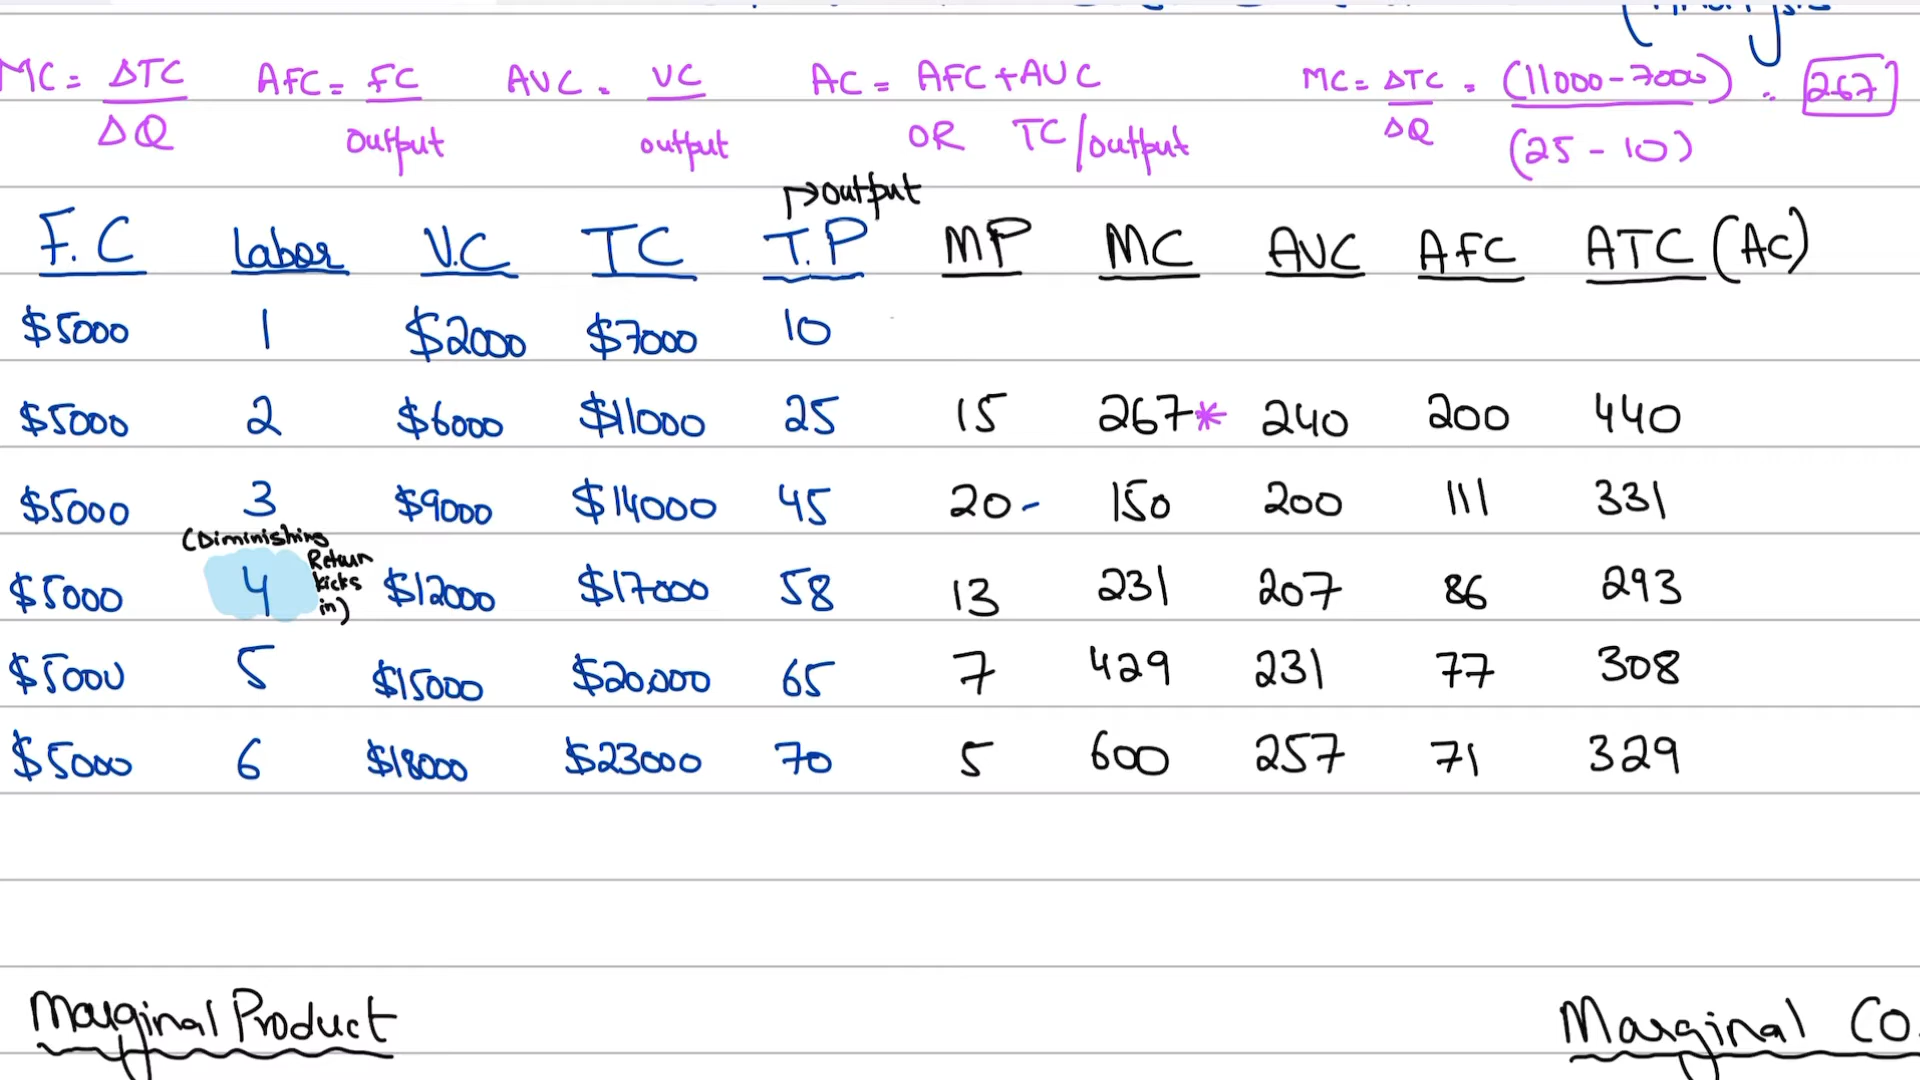 Analysis
MC = ΔTC / ΔQ AFC = FC / Output AVC = VC / output AC = AFC + AUC OR TC/output MC = ΔTC / ΔQ = (11000 - 7000) / (25 - 10) = 267
↱output
F.C Labor V.C TC T.P MP MC AVC AFC ATC (AC)
$5000 1 $2000 $7000 10
$5000 2 $6000 $11000 25 15 267* 240 200 440
$5000 3 $9000 $14000 45 20 - 150 200 111 331
(Diminishing Return kicks in)
$5000 4 $12000 $17000 58 13 231 207 86 293
$5000 5 $15000 $20,000 65 7 429 231 77 308
$5000 6 $18000 $23000 70 5 600 257 71 329
Marginal Product Marginal Co